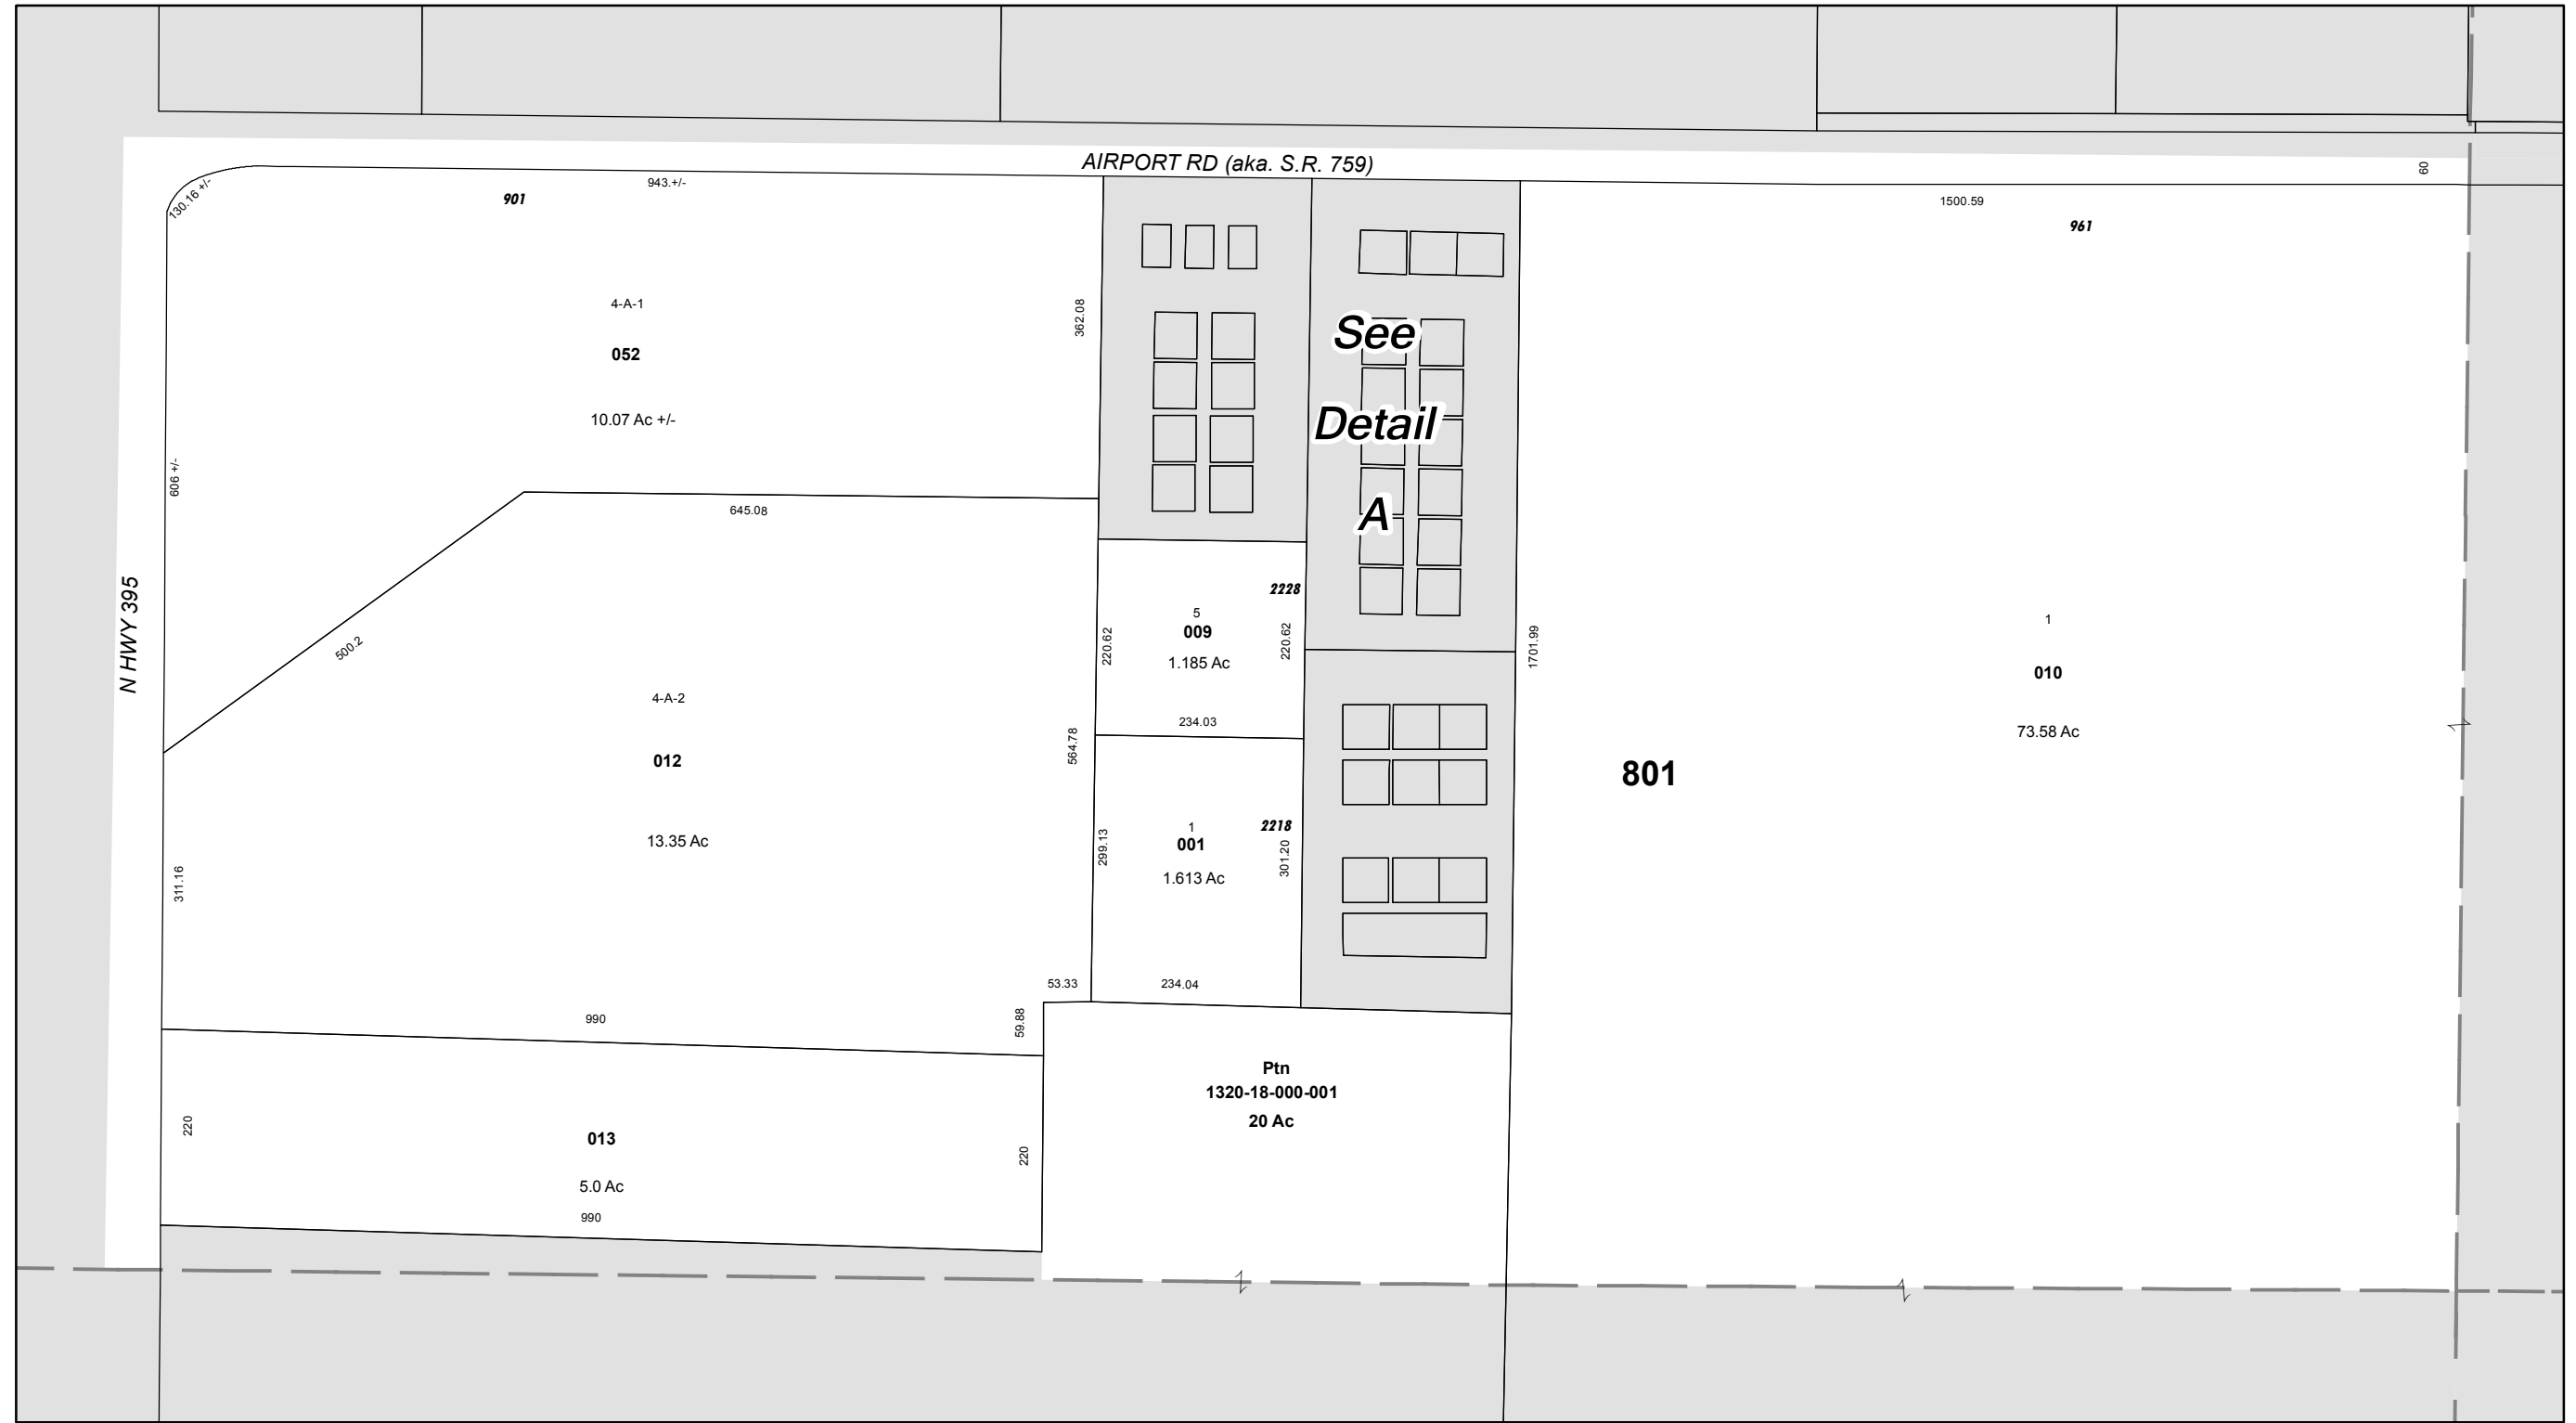 AIRPORT RD (aka. S.R. 759)
60
130.16 +/-
943.+/-
901
1500.59
961
4-A-1
052
10.07 Ac +/-
362.08
606 +/-
See
Detail
A
645.08
500.2
N HWY 395
2228
5
009
1.185 Ac
220.62
220.62
234.03
1701.99
1
010
73.58 Ac
801
4-A-2
012
13.35 Ac
564.78
311.16
1
2218
001
1.613 Ac
299.13
301.20
53.33
234.04
990
59.88
Ptn
1320-18-000-001
20 Ac
220
013
220
5.0 Ac
990